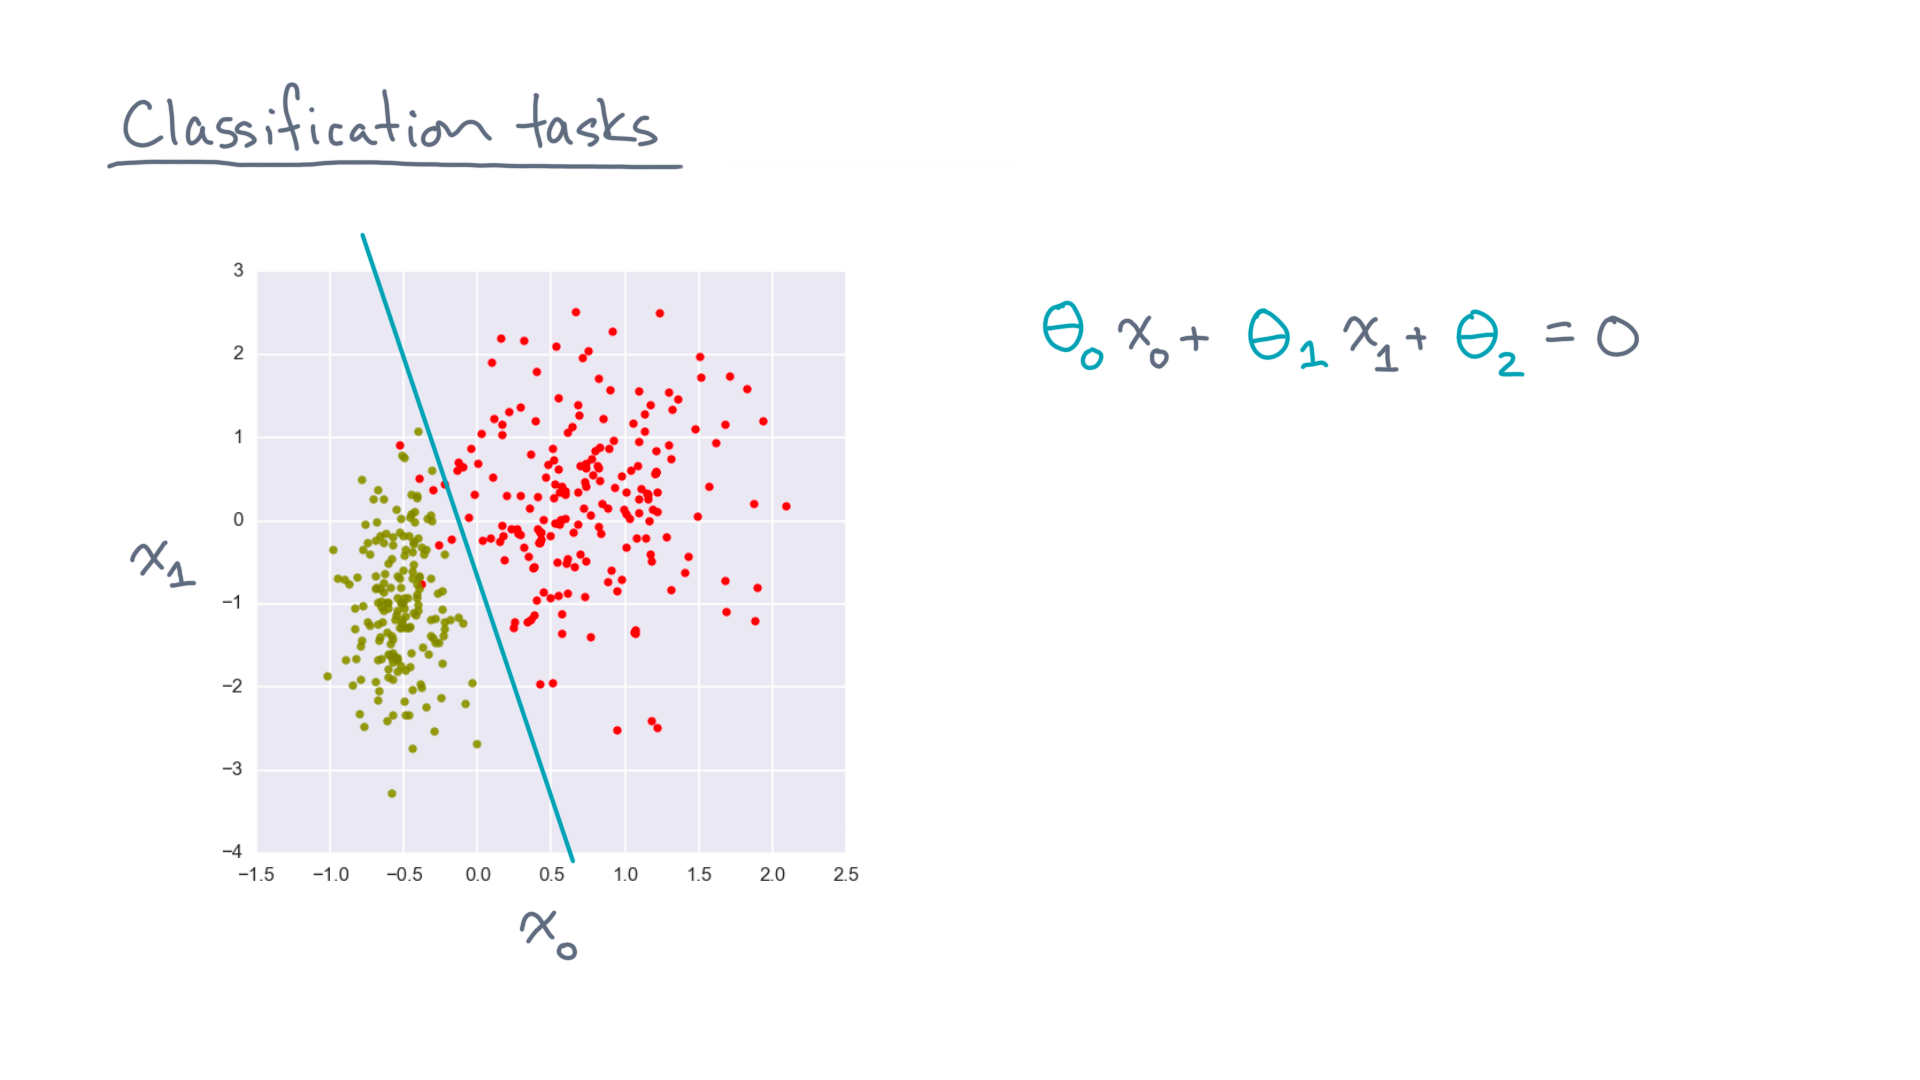 Classification tasks
θ₀x₀ + θ₁x₁ + θ₂ = 0
3
2
1
0
−1
−2
−3
−4
x₁
−1.5 −1.0 −0.5 0.0 0.5 1.0 1.5 2.0 2.5
x₀